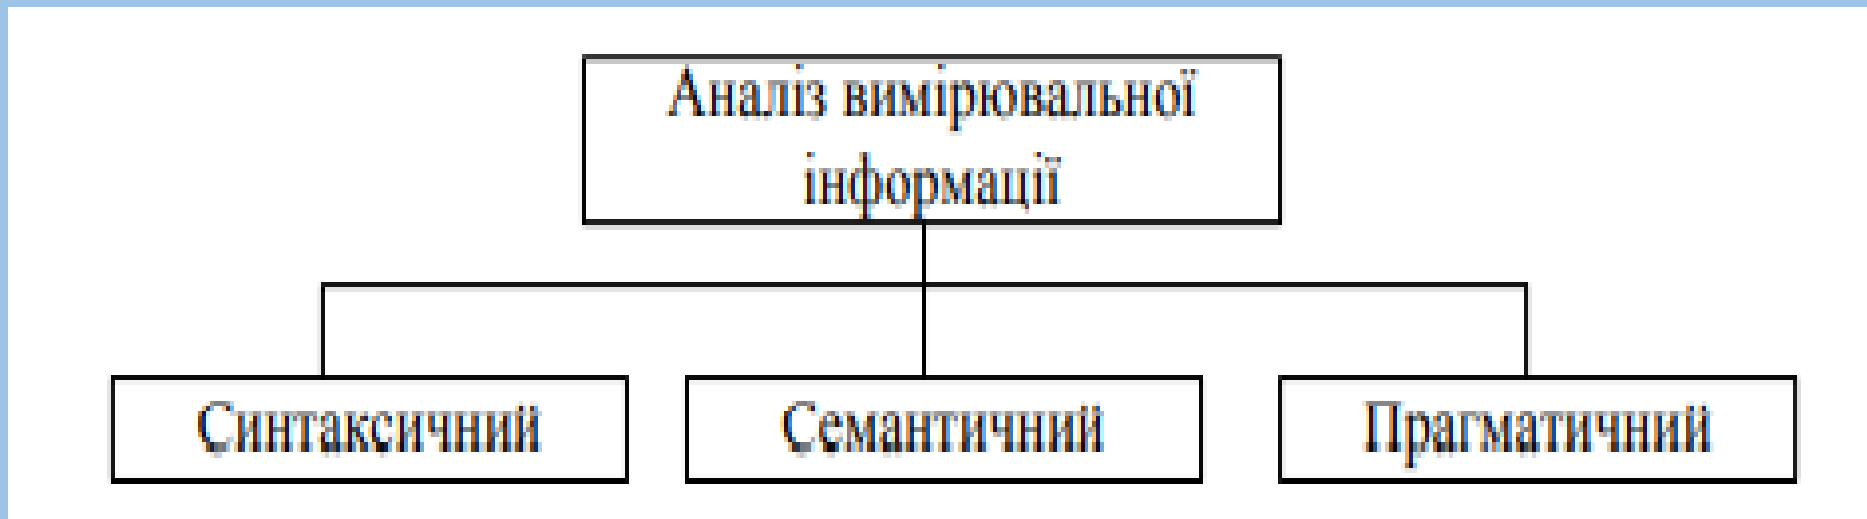 Аналіз вимірювальної
інформації
Синтаксичний
Семантичний
Прагматичний